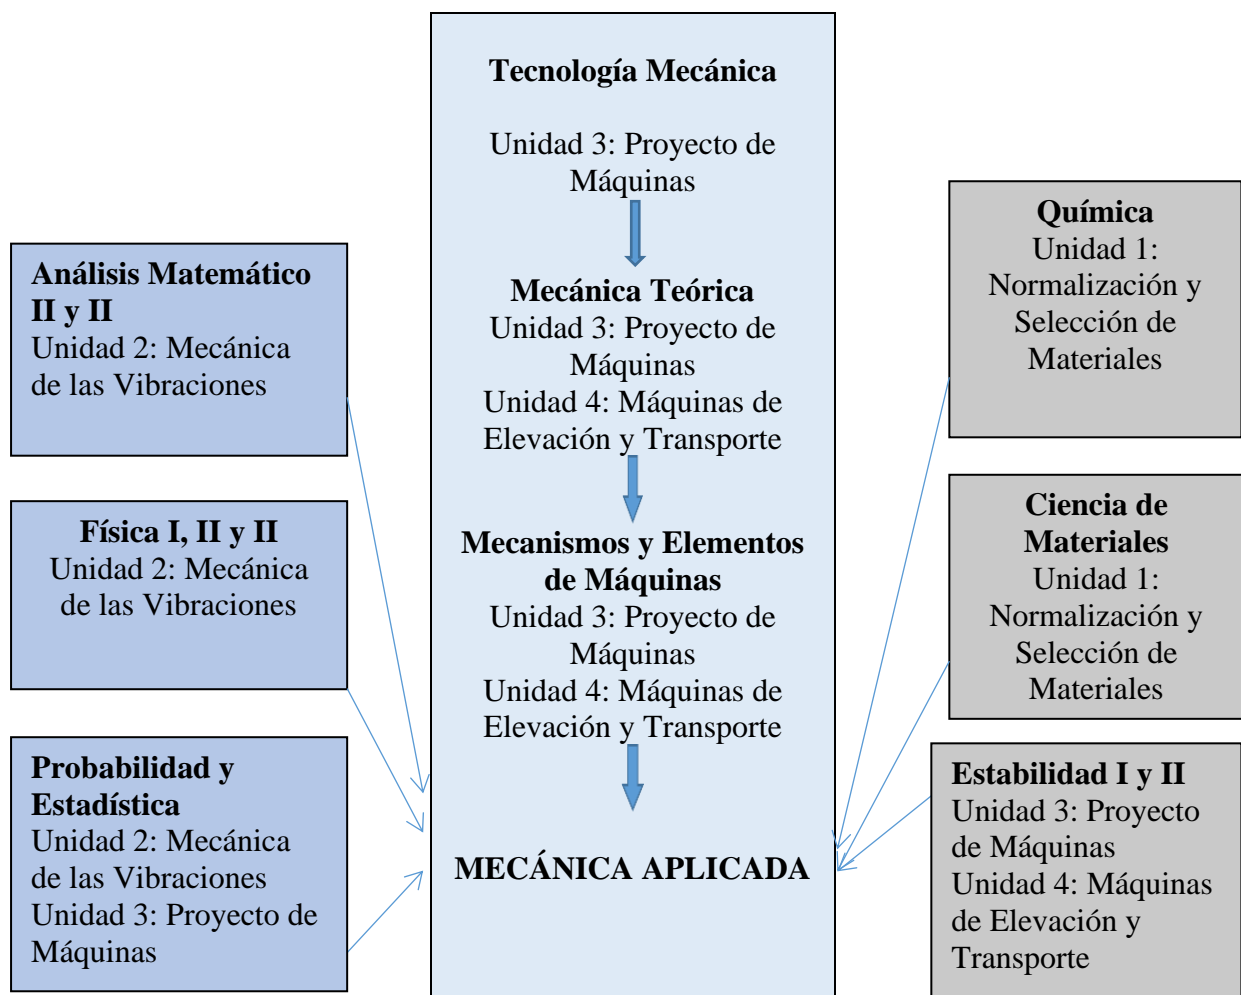 Tecnología Mecánica
Unidad 3: Proyecto de
Máquinas
Mecánica Teórica
Unidad 3: Proyecto de
Máquinas
Unidad 4: Máquinas de
Elevación y Transporte
Mecanismos y Elementos
de Máquinas
Unidad 3: Proyecto de
Máquinas
Unidad 4: Máquinas de
Elevación y Transporte
MECÁNICA APLICADA
Análisis Matemático
II y II
Unidad 2: Mecánica
de las Vibraciones
Física I, II y II
Unidad 2: Mecánica
de las Vibraciones
Probabilidad y
Estadística
Unidad 2: Mecánica
de las Vibraciones
Unidad 3: Proyecto de
Máquinas
Química
Unidad 1:
Normalización y
Selección de
Materiales
Ciencia de
Materiales
Unidad 1:
Normalización y
Selección de
Materiales
Estabilidad I y II
Unidad 3: Proyecto
de Máquinas
Unidad 4: Máquinas
de Elevación y
Transporte